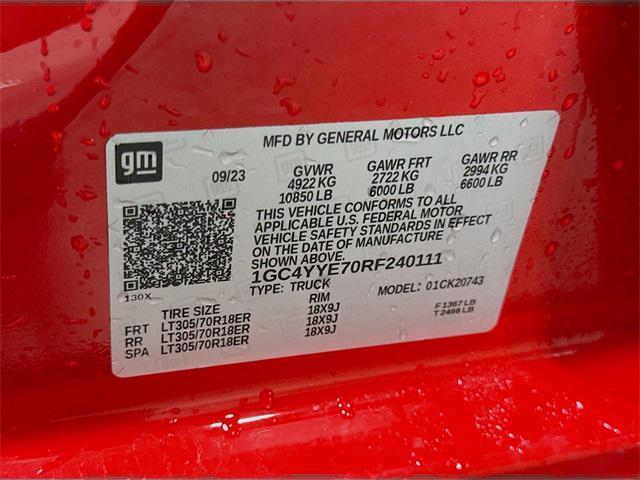 MFD BY GENERAL MOTORS LLC
gm
09/23
GVWR GAWR FRT GAWR RR
4922 KG 2722 KG 2994 KG
10850 LB 6000 LB 6600 LB
THIS VEHICLE CONFORMS TO ALL
APPLICABLE U.S. FEDERAL MOTOR
VEHICLE SAFETY STANDARDS IN EFFECT
ON THE DATE OF MANUFACTURE
SHOWN ABOVE.
1GC4YYE70RF240111
130X
TYPE: TRUCK MODEL: 01CK20743
TIRE SIZE RIM
FRT LT305/70R18ER 18X9J
RR LT305/70R18ER 18X9J
SPA LT305/70R18ER 18X9J
F 1367 LB
T 2466 LB